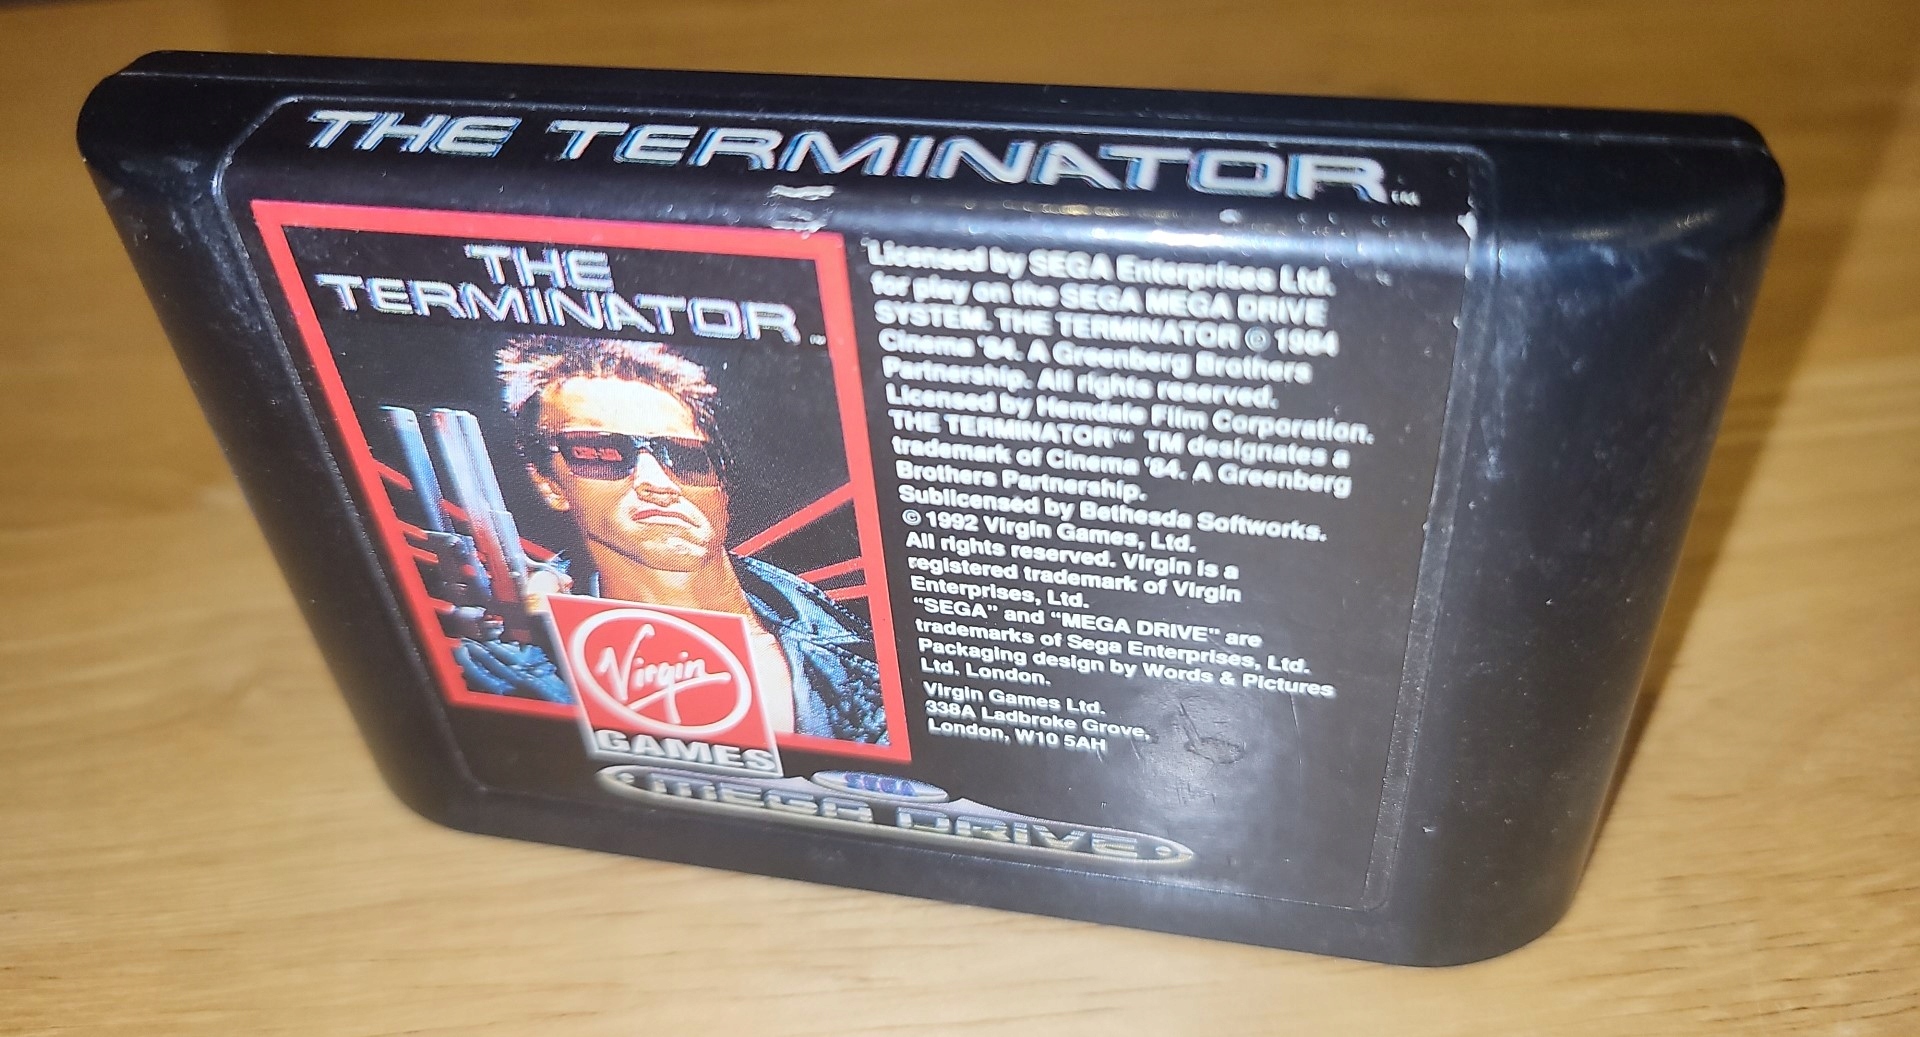 THE TERMINATOR™
THE
TERMINATOR™
Virgin
GAMES
Licensed by SEGA Enterprises Ltd.
for play on the SEGA MEGA DRIVE
SYSTEM. THE TERMINATOR © 1984
Cinema '84. A Greenberg Brothers
Partnership. All rights reserved.
Licensed by Hemdale Film Corporation.
THE TERMINATOR™ TM designates a
trademark of Cinema '84. A Greenberg
Brothers Partnership.
Sublicensed by Bethesda Softworks.
© 1992 Virgin Games, Ltd.
All rights reserved. Virgin is a
registered trademark of Virgin
Enterprises, Ltd.
"SEGA" and "MEGA DRIVE" are
trademarks of Sega Enterprises, Ltd.
Packaging design by Words & Pictures
Ltd. London.
Virgin Games Ltd.
338A Ladbroke Grove,
London, W10 5AH
SEGA
MEGA DRIVE